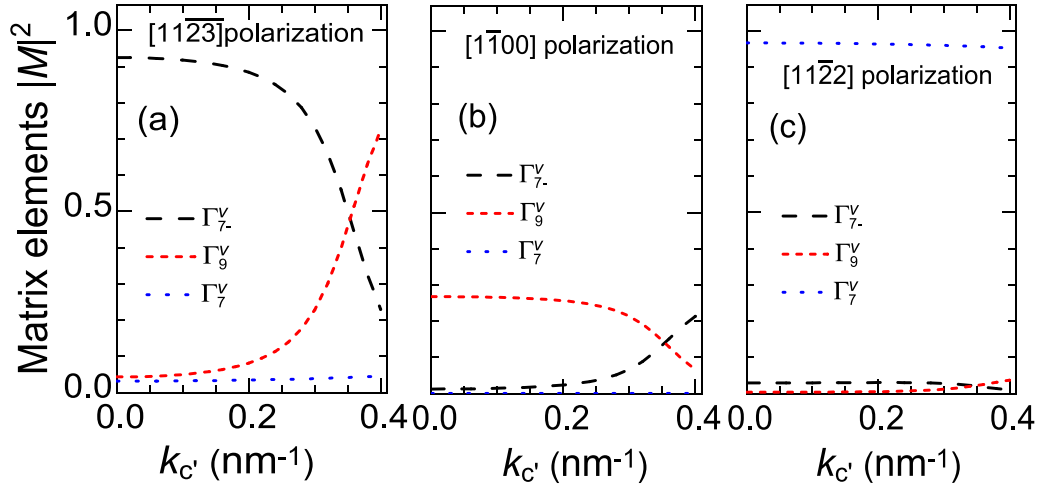 Matrix elements |M|²
1.0
0.5
0.0
[11\overline{23}]polarization
(a)
Γ^v_{7-}
Γ^v_9
Γ^v_7
0.0 0.2 0.4
k_{c'} (nm⁻¹)
[1\overline{1}00] polarization
(b)
Γ^v_{7-}
Γ^v_9
Γ^v_7
0.0 0.2 0.4
k_{c'} (nm⁻¹)
[11\overline{2}2] polarization
(c)
Γ^v_{7-}
Γ^v_9
Γ^v_7
0.0 0.2 0.4
k_{c'} (nm⁻¹)